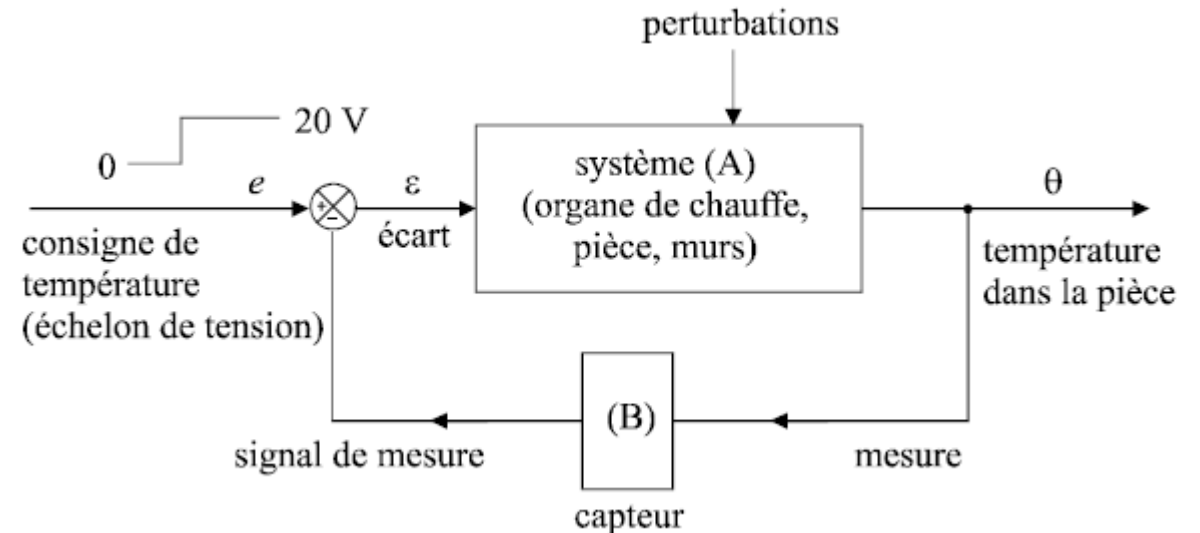 perturbations
20 V
0
système (A)
(organe de chauffe,
pièce, murs)
e
+
−
ε
écart
θ
consigne de
température
(échelon de tension)
température
dans la pièce
(B)
signal de mesure
mesure
capteur